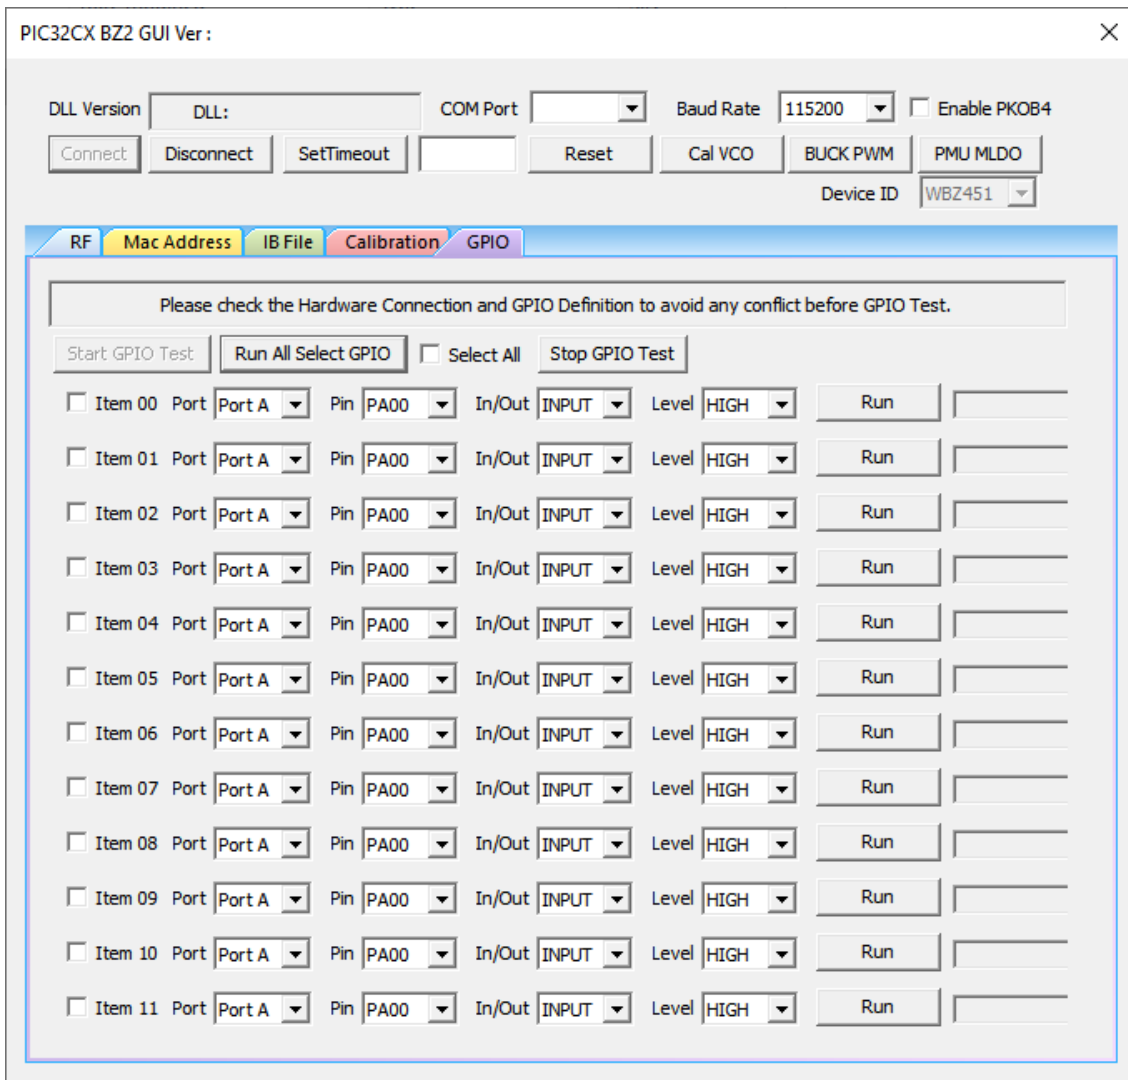 PIC32CX BZ2 GUI Ver :
DLL Version DLL: COM Port Baud Rate 115200 Enable PKOB4
Connect Disconnect SetTimeout Reset Cal VCO BUCK PWM PMU MLDO
Device ID WBZ451
RF Mac Address IB File Calibration GPIO
Please check the Hardware Connection and GPIO Definition to avoid any conflict before GPIO Test.
Start GPIO Test Run All Select GPIO Select All Stop GPIO Test
Item 00 Port Port A Pin PA00 In/Out INPUT Level HIGH Run
Item 01 Port Port A Pin PA00 In/Out INPUT Level HIGH Run
Item 02 Port Port A Pin PA00 In/Out INPUT Level HIGH Run
Item 03 Port Port A Pin PA00 In/Out INPUT Level HIGH Run
Item 04 Port Port A Pin PA00 In/Out INPUT Level HIGH Run
Item 05 Port Port A Pin PA00 In/Out INPUT Level HIGH Run
Item 06 Port Port A Pin PA00 In/Out INPUT Level HIGH Run
Item 07 Port Port A Pin PA00 In/Out INPUT Level HIGH Run
Item 08 Port Port A Pin PA00 In/Out INPUT Level HIGH Run
Item 09 Port Port A Pin PA00 In/Out INPUT Level HIGH Run
Item 10 Port Port A Pin PA00 In/Out INPUT Level HIGH Run
Item 11 Port Port A Pin PA00 In/Out INPUT Level HIGH Run